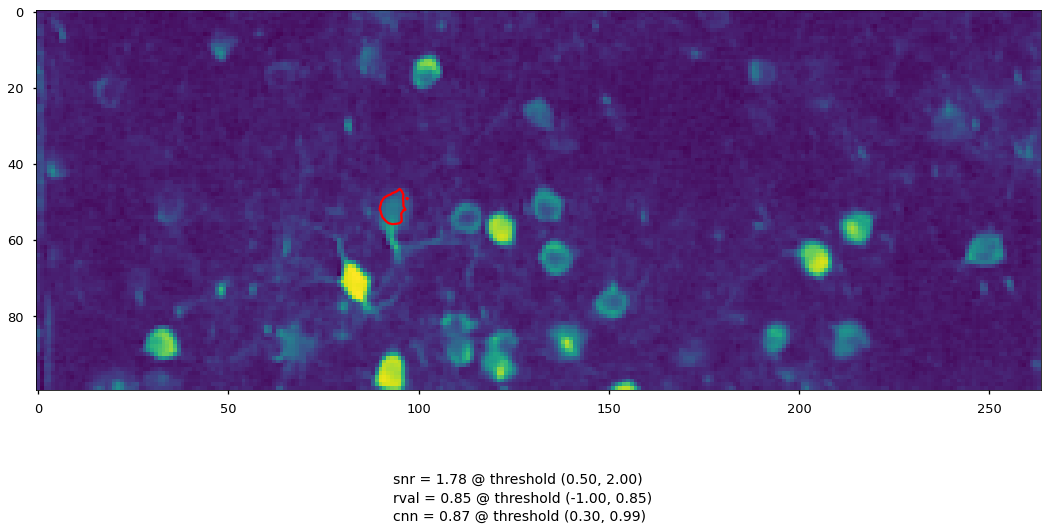 0
20
40
60
80
0 50 100 150 200 250
snr = 1.78 @ threshold (0.50, 2.00)
rval = 0.85 @ threshold (-1.00, 0.85)
cnn = 0.87 @ threshold (0.30, 0.99)